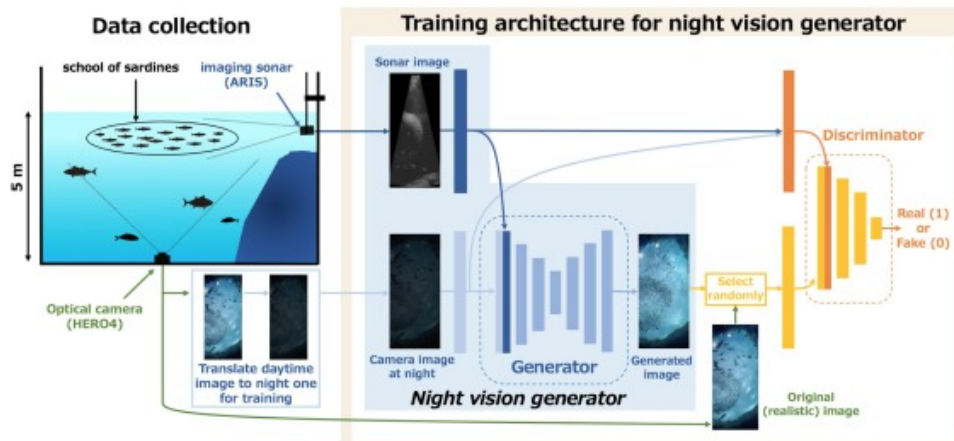 Data collection
Training architecture for night vision generator
school of sardines
imaging sonar
(ARIS)
5 m
Optical camera
(HERO4)
Translate daytime
image to night one
for training
Sonar image
Camera image
at night
Generator
Generated
image
Night vision generator
Select
randomly
Discriminator
Real (1)
or
Fake (0)
Original
(realistic) image